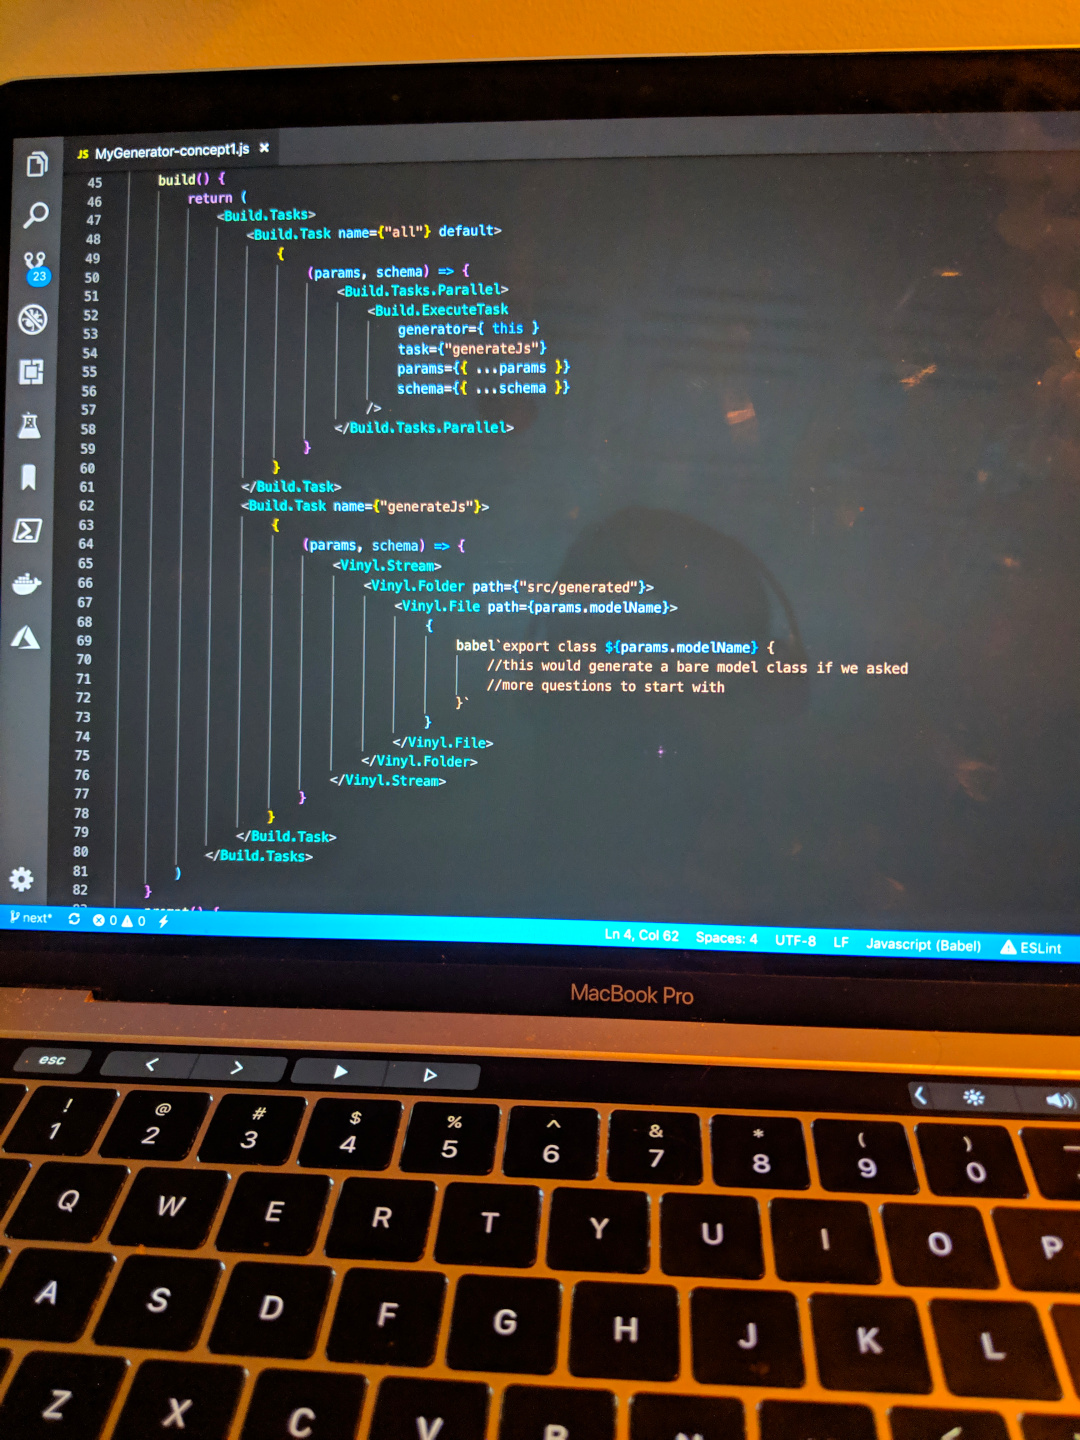 JS MyGenerator-concept1.js ×
45 build() {
46 return (
47 <Build.Tasks>
48 <Build.Task name={"all"} default>
49 {
50 (params, schema) => {
51 <Build.Tasks.Parallel>
52 <Build.ExecuteTask
53 generator={ this }
54 task={"generateJs"}
55 params={{ ...params }}
56 schema={{ ...schema }}
57 />
58 </Build.Tasks.Parallel>
59 }
60 }
61 </Build.Task>
62 <Build.Task name={"generateJs"}>
63 {
64 (params, schema) => {
65 <Vinyl.Stream>
66 <Vinyl.Folder path={"src/generated"}>
67 <Vinyl.File path={params.modelName}>
68 {
69 babel`export class ${params.modelName} {
70 //this would generate a bare model class if we asked
71 //more questions to start with
72 }`
73 }
74 </Vinyl.File>
75 </Vinyl.Folder>
76 </Vinyl.Stream>
77 }
78 }
79 </Build.Task>
80 </Build.Tasks>
81 )
82 }
23
next* 0 0 Ln 4, Col 62 Spaces: 4 UTF-8 LF Javascript (Babel) ESLint
MacBook Pro
esc < >
! @ # $ % ^ & * ( )
1 2 3 4 5 6 7 8 9 0
Q W E R T Y U I O P
A S D F G H J K L
Z X C V